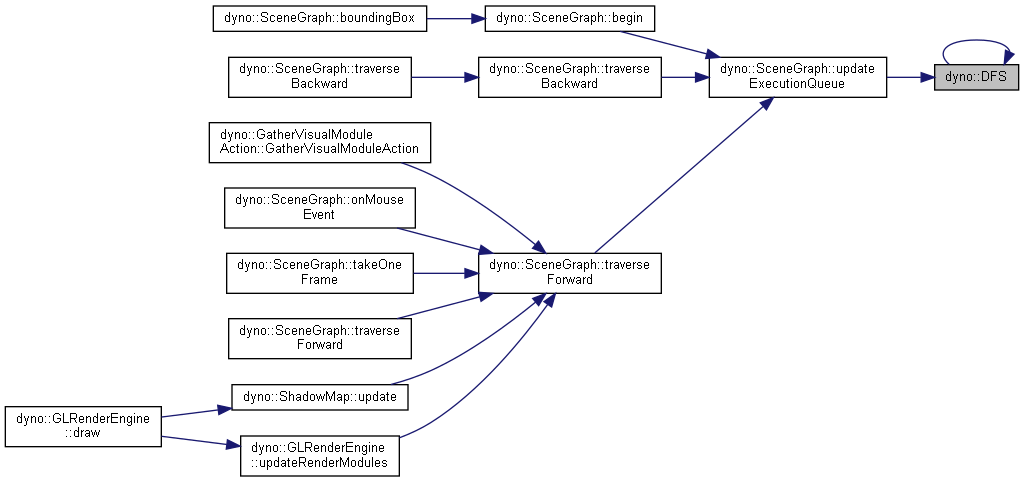 dyno::SceneGraph::boundingBox
dyno::SceneGraph::begin
dyno::SceneGraph::traverse
Backward
dyno::SceneGraph::traverse
Backward
dyno::SceneGraph::update
ExecutionQueue
dyno::DFS
dyno::GatherVisualModule
Action::GatherVisualModuleAction
dyno::SceneGraph::onMouse
Event
dyno::SceneGraph::takeOne
Frame
dyno::SceneGraph::traverse
Forward
dyno::SceneGraph::traverse
Forward
dyno::ShadowMap::update
dyno::GLRenderEngine
::draw
dyno::GLRenderEngine
::updateRenderModules